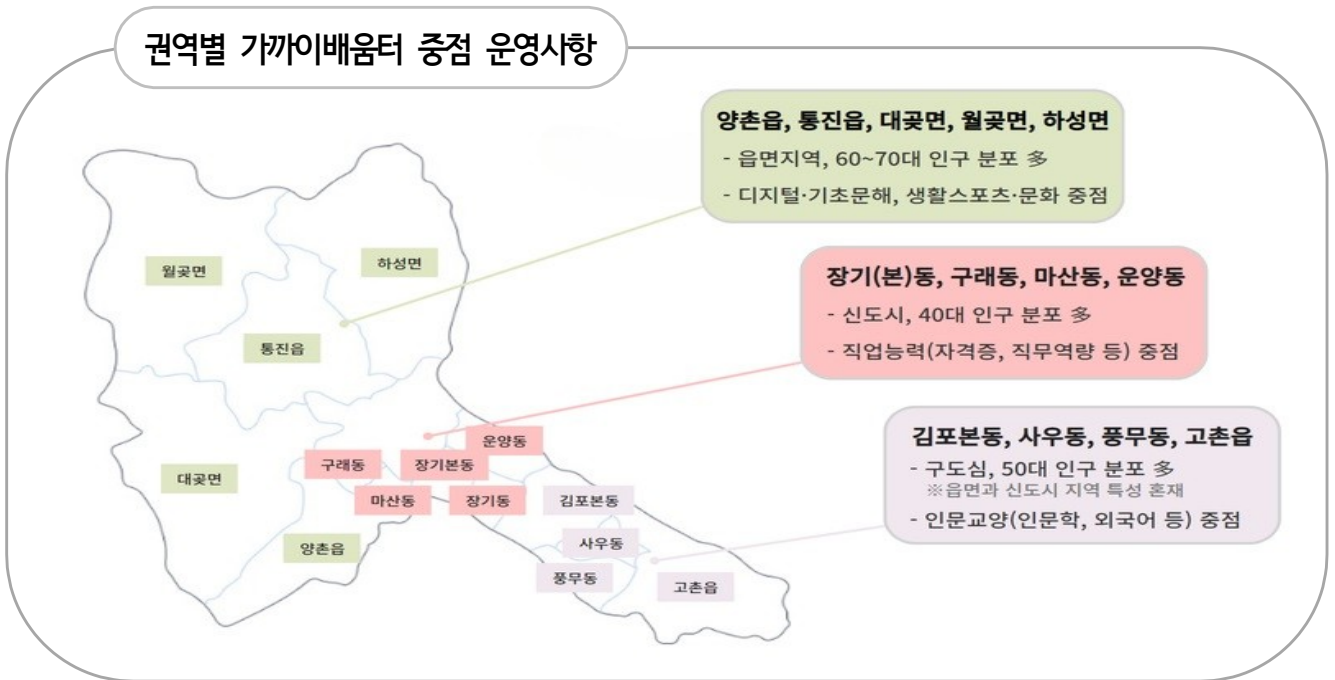 권역별 가까이배움터 중점 운영사항
양촌읍, 통진읍, 대곶면, 월곶면, 하성면
- 읍면지역, 60~70대 인구 분포 多
- 디지털·기초문해, 생활스포츠·문화 중점
장기(본)동, 구래동, 마산동, 운양동
- 신도시, 40대 인구 분포 多
- 직업능력(자격증, 직무역량 등) 중점
김포본동, 사우동, 풍무동, 고촌읍
- 구도심, 50대 인구 분포 多
※읍면과 신도시 지역 특성 혼재
- 인문교양(인문학, 외국어 등) 중점
월곶면
하성면
통진읍
운양동
구래동
장기본동
대곶면
마산동
장기동
김포본동
사우동
양촌읍
풍무동
고촌읍